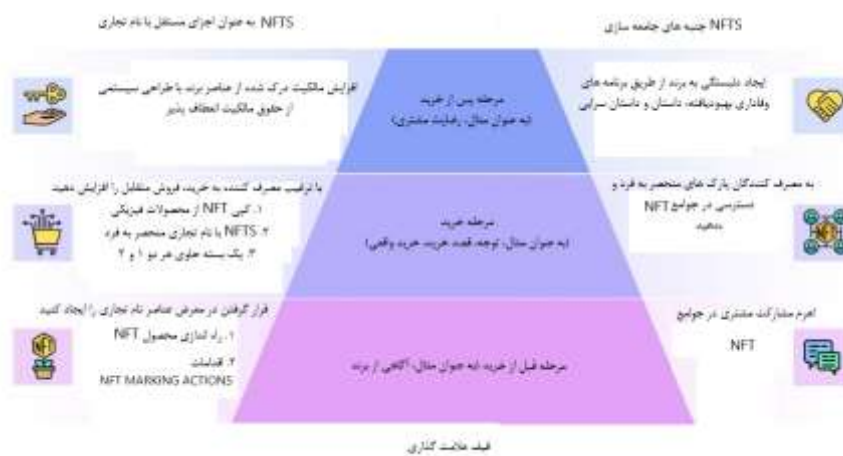 NFTS به عنوان اجزای مستقل با نام تجاری
NFTS جنبه های جامعه سازی
افزایش مالکیت درک شده از عناصر برند با طراحی سیستمی
از حقوق مالکیت انعطاف پذیر
مرحله پس از خرید
(به عنوان مثال، رضایت مشتری)
ایجاد دلبستگی به برند از طریق برنامه های
وفاداری بهبودیافته، داستان و داستان سرایی
با ترغیب مصرف کننده به خرید، فروش متقابل را افزایش دهید
۱. کپی NFT از محصولات فیزیکی
۲. NFTS با نام تجاری منحصر به فرد
۳. یک بسته حاوی هر دو ۱ و ۲
مرحله خرید
(به عنوان مثال، توجه، قصد خرید، خرید واقعی)
به مصرف کنندگان پارک های منحصر به فرد و
دسترسی در جوامع NFT
بدهید
قرار گرفتن در معرض عناصر نام تجاری را ایجاد کنید
۱. راه اندازی محصول NFT
۲. اقدامات
NFT MARKING ACTIONS
مرحله قبل از خرید (به عنوان مثال، آگاهی از برند
اهرم مشارکت مشتری در جوامع
NFT
قیف علامت گذاری